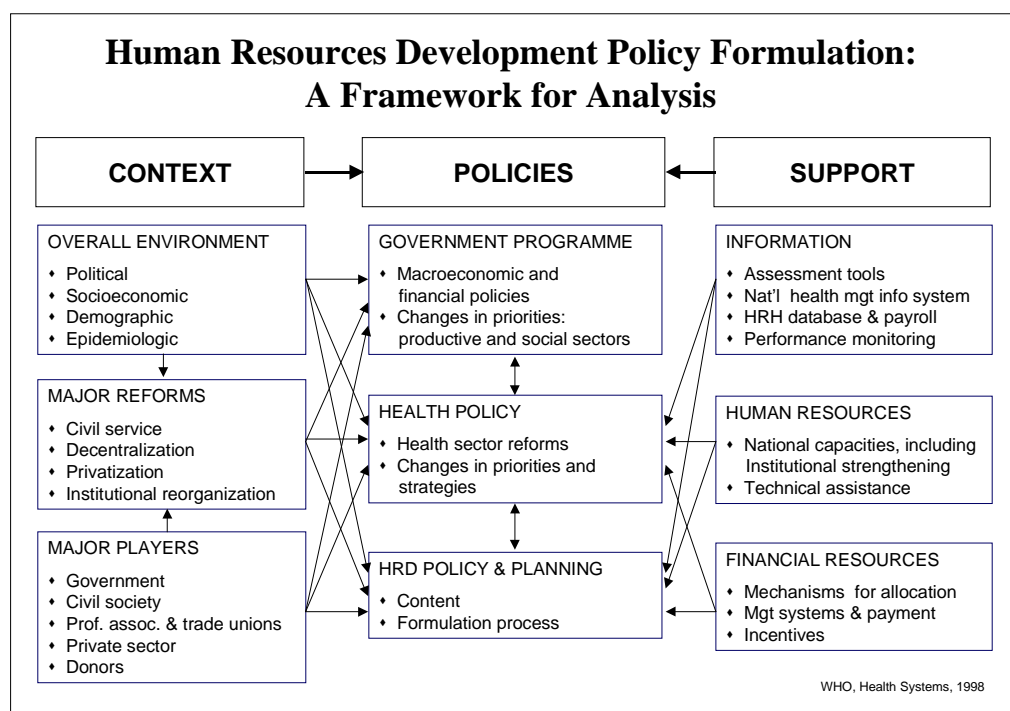 Human Resources Development Policy Formulation:
A Framework for Analysis
CONTEXT
POLICIES
SUPPORT
OVERALL ENVIRONMENT
♦ Political
♦ Socioeconomic
♦ Demographic
♦ Epidemiologic
MAJOR REFORMS
♦ Civil service
♦ Decentralization
♦ Privatization
♦ Institutional reorganization
MAJOR PLAYERS
♦ Government
♦ Civil society
♦ Prof. assoc. & trade unions
♦ Private sector
♦ Donors
GOVERNMENT PROGRAMME
♦ Macroeconomic and
financial policies
♦ Changes in priorities:
productive and social sectors
HEALTH POLICY
♦ Health sector reforms
♦ Changes in priorities and
strategies
HRD POLICY & PLANNING
♦ Content
♦ Formulation process
INFORMATION
♦ Assessment tools
♦ Nat'l health mgt info system
♦ HRH database & payroll
♦ Performance monitoring
HUMAN RESOURCES
♦ National capacities, including
Institutional strengthening
♦ Technical assistance
FINANCIAL RESOURCES
♦ Mechanisms for allocation
♦ Mgt systems & payment
♦ Incentives
WHO, Health Systems, 1998